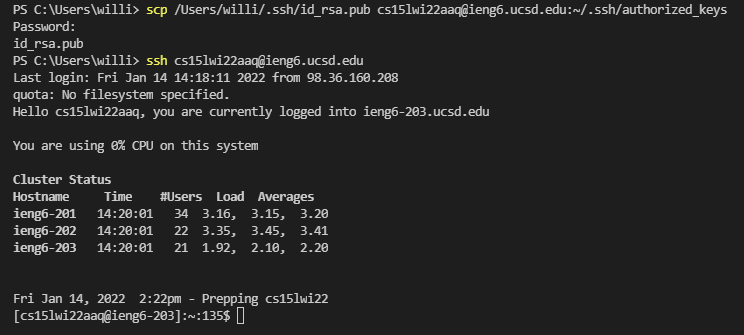 PS C:\Users\willi> scp /Users/willi/.ssh/id_rsa.pub cs15lwi22aaq@ieng6.ucsd.edu:~/.ssh/authorized_keys
Password:
id_rsa.pub
PS C:\Users\willi> ssh cs15lwi22aaq@ieng6.ucsd.edu
Last login: Fri Jan 14 14:18:11 2022 from 98.36.160.208
quota: No filesystem specified.
Hello cs15lwi22aaq, you are currently logged into ieng6-203.ucsd.edu
You are using 0% CPU on this system
Cluster Status
Hostname Time #Users Load Averages
ieng6-201 14:20:01 34 3.16, 3.15, 3.20
ieng6-202 14:20:01 22 3.35, 3.45, 3.41
ieng6-203 14:20:01 21 1.92, 2.10, 2.20
Fri Jan 14, 2022 2:22pm - Prepping cs15lwi22
[cs15lwi22aaq@ieng6-203]:~:135$